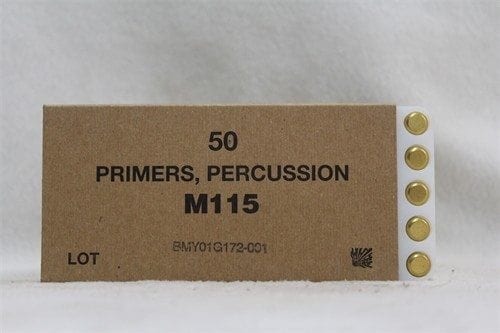 50
PRIMERS, PERCUSSION
M115
BMY01G172-001
LOT